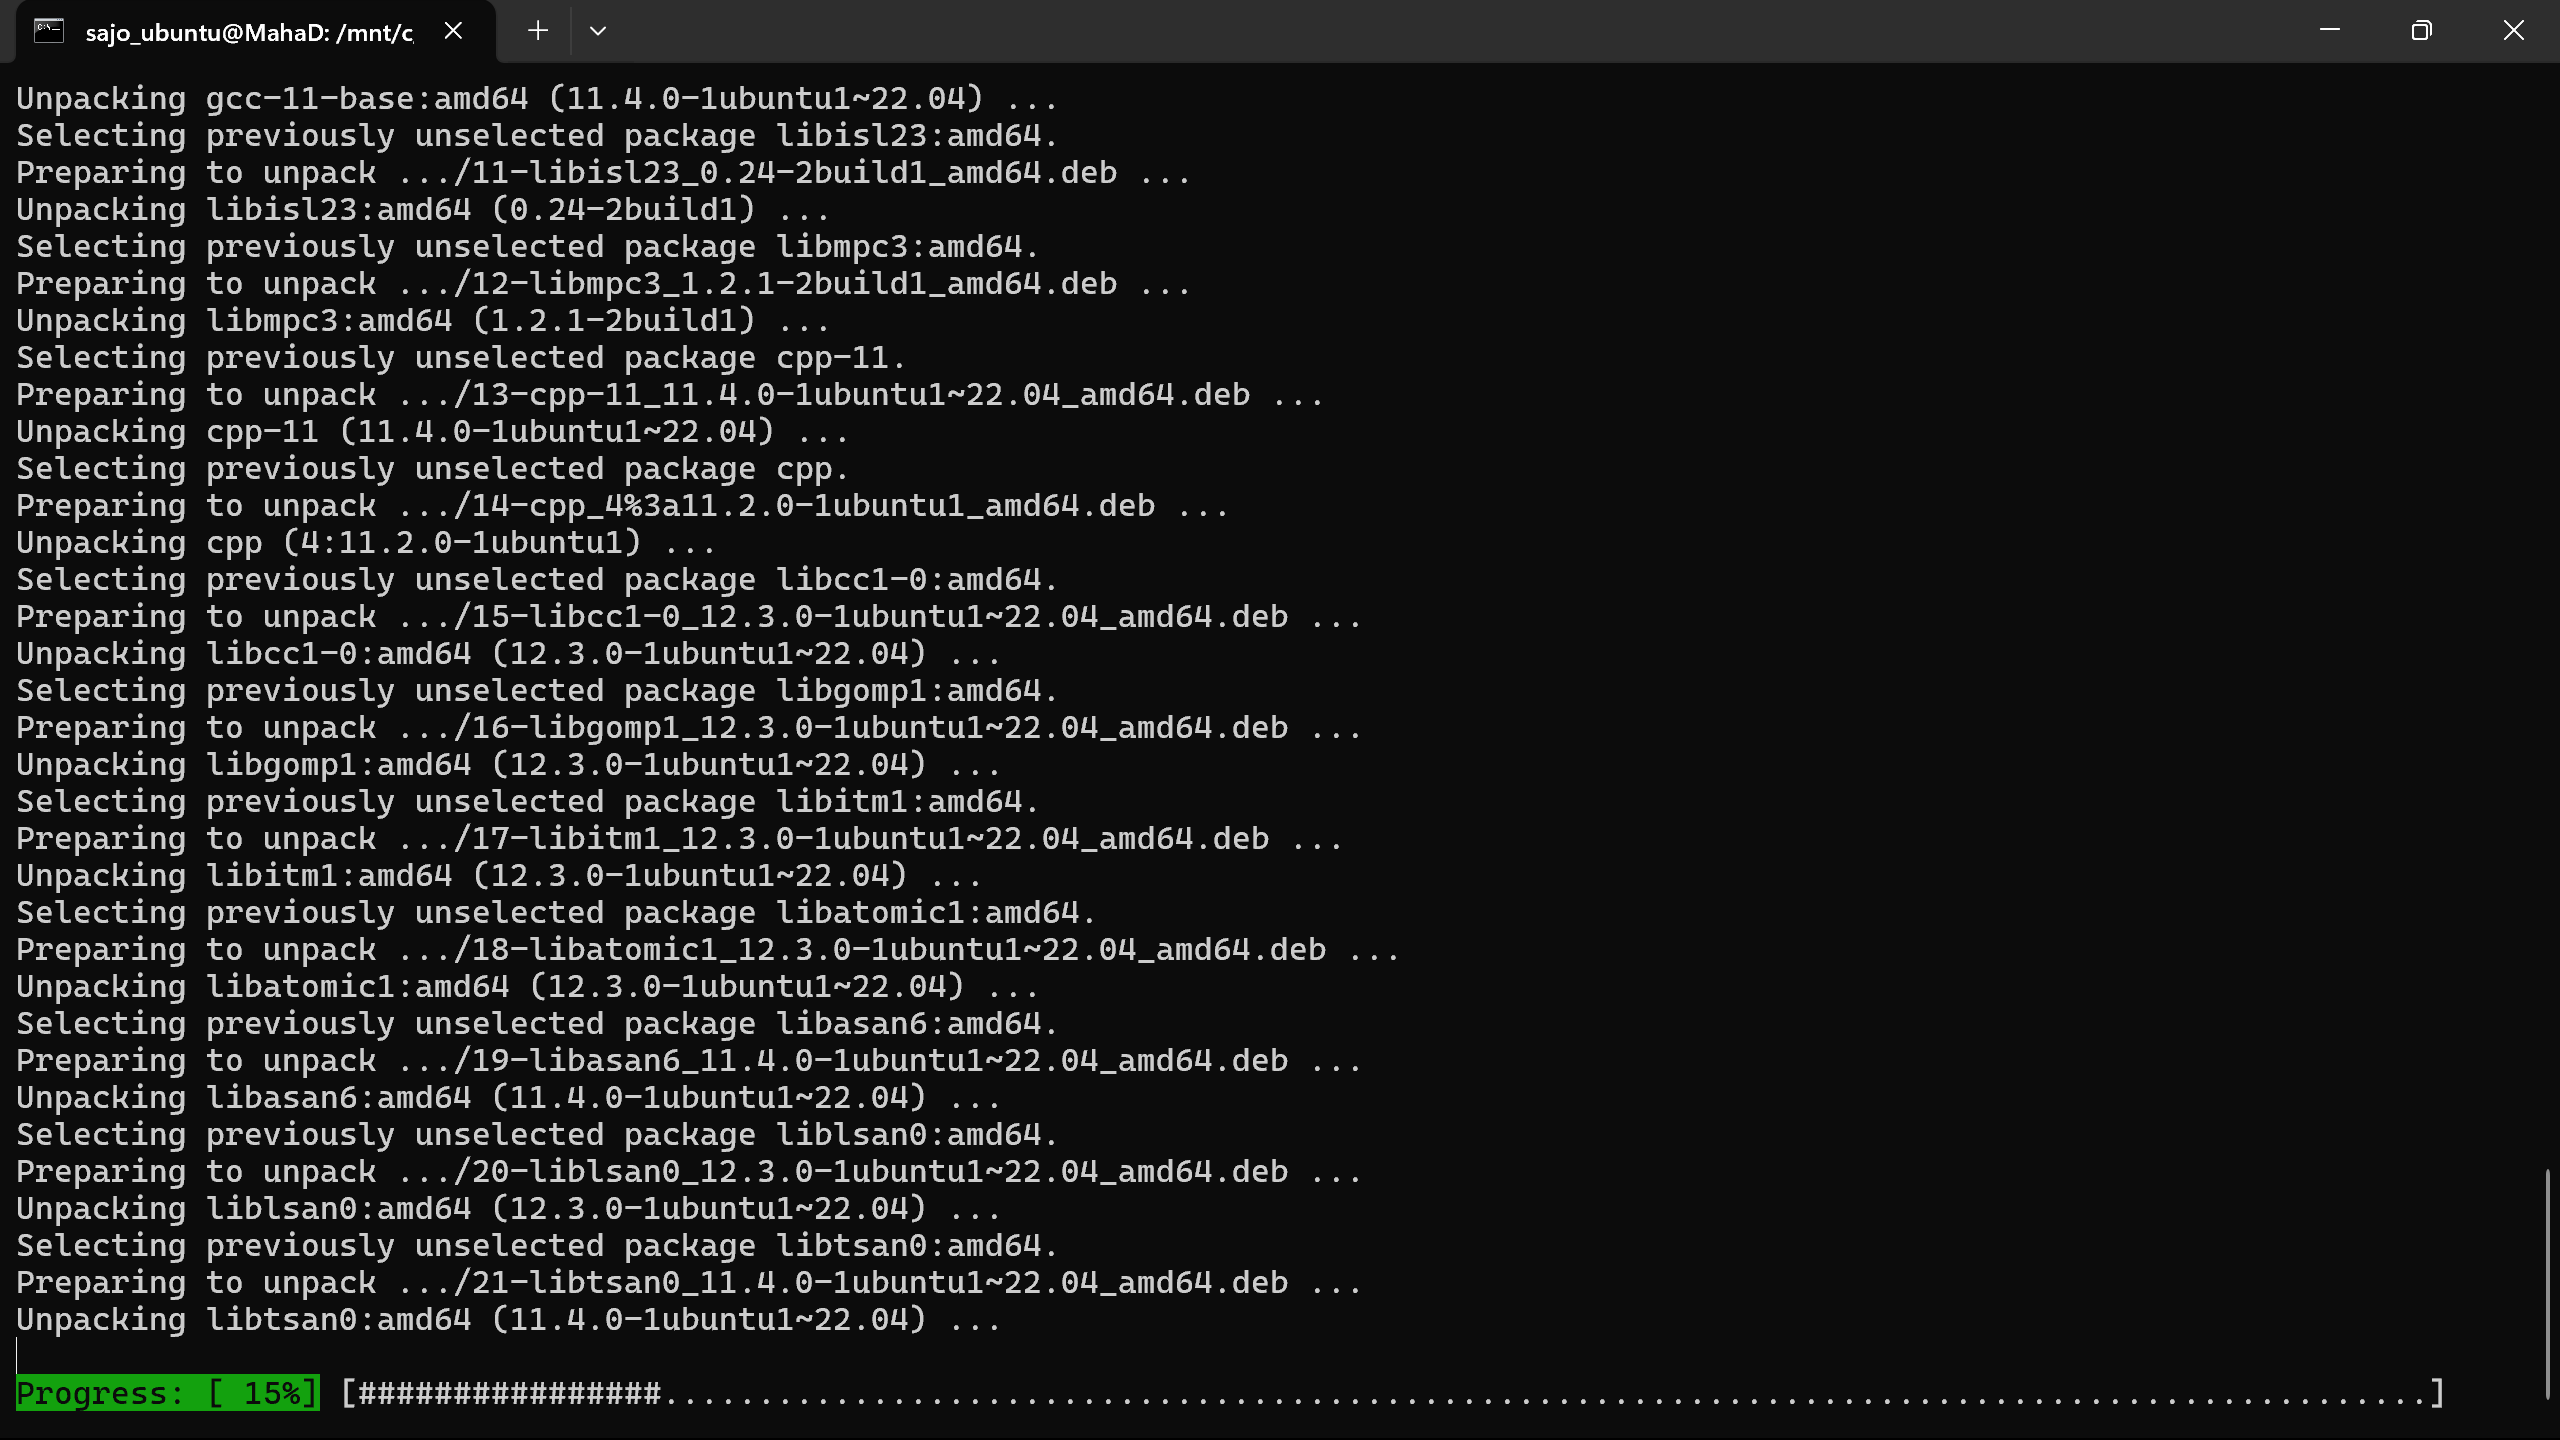 sajo_ubuntu@MahaD: /mnt/c
Unpacking gcc-11-base:amd64 (11.4.0-1ubuntu1~22.04) ...
Selecting previously unselected package libisl23:amd64.
Preparing to unpack .../11-libisl23_0.24-2build1_amd64.deb ...
Unpacking libisl23:amd64 (0.24-2build1) ...
Selecting previously unselected package libmpc3:amd64.
Preparing to unpack .../12-libmpc3_1.2.1-2build1_amd64.deb ...
Unpacking libmpc3:amd64 (1.2.1-2build1) ...
Selecting previously unselected package cpp-11.
Preparing to unpack .../13-cpp-11_11.4.0-1ubuntu1~22.04_amd64.deb ...
Unpacking cpp-11 (11.4.0-1ubuntu1~22.04) ...
Selecting previously unselected package cpp.
Preparing to unpack .../14-cpp_4%3a11.2.0-1ubuntu1_amd64.deb ...
Unpacking cpp (4:11.2.0-1ubuntu1) ...
Selecting previously unselected package libcc1-0:amd64.
Preparing to unpack .../15-libcc1-0_12.3.0-1ubuntu1~22.04_amd64.deb ...
Unpacking libcc1-0:amd64 (12.3.0-1ubuntu1~22.04) ...
Selecting previously unselected package libgomp1:amd64.
Preparing to unpack .../16-libgomp1_12.3.0-1ubuntu1~22.04_amd64.deb ...
Unpacking libgomp1:amd64 (12.3.0-1ubuntu1~22.04) ...
Selecting previously unselected package libitm1:amd64.
Preparing to unpack .../17-libitm1_12.3.0-1ubuntu1~22.04_amd64.deb ...
Unpacking libitm1:amd64 (12.3.0-1ubuntu1~22.04) ...
Selecting previously unselected package libatomic1:amd64.
Preparing to unpack .../18-libatomic1_12.3.0-1ubuntu1~22.04_amd64.deb ...
Unpacking libatomic1:amd64 (12.3.0-1ubuntu1~22.04) ...
Selecting previously unselected package libasan6:amd64.
Preparing to unpack .../19-libasan6_11.4.0-1ubuntu1~22.04_amd64.deb ...
Unpacking libasan6:amd64 (11.4.0-1ubuntu1~22.04) ...
Selecting previously unselected package liblsan0:amd64.
Preparing to unpack .../20-liblsan0_12.3.0-1ubuntu1~22.04_amd64.deb ...
Unpacking liblsan0:amd64 (12.3.0-1ubuntu1~22.04) ...
Selecting previously unselected package libtsan0:amd64.
Preparing to unpack .../21-libtsan0_11.4.0-1ubuntu1~22.04_amd64.deb ...
Unpacking libtsan0:amd64 (11.4.0-1ubuntu1~22.04) ...
Progress: [ 15%] [################.............................................................................................]